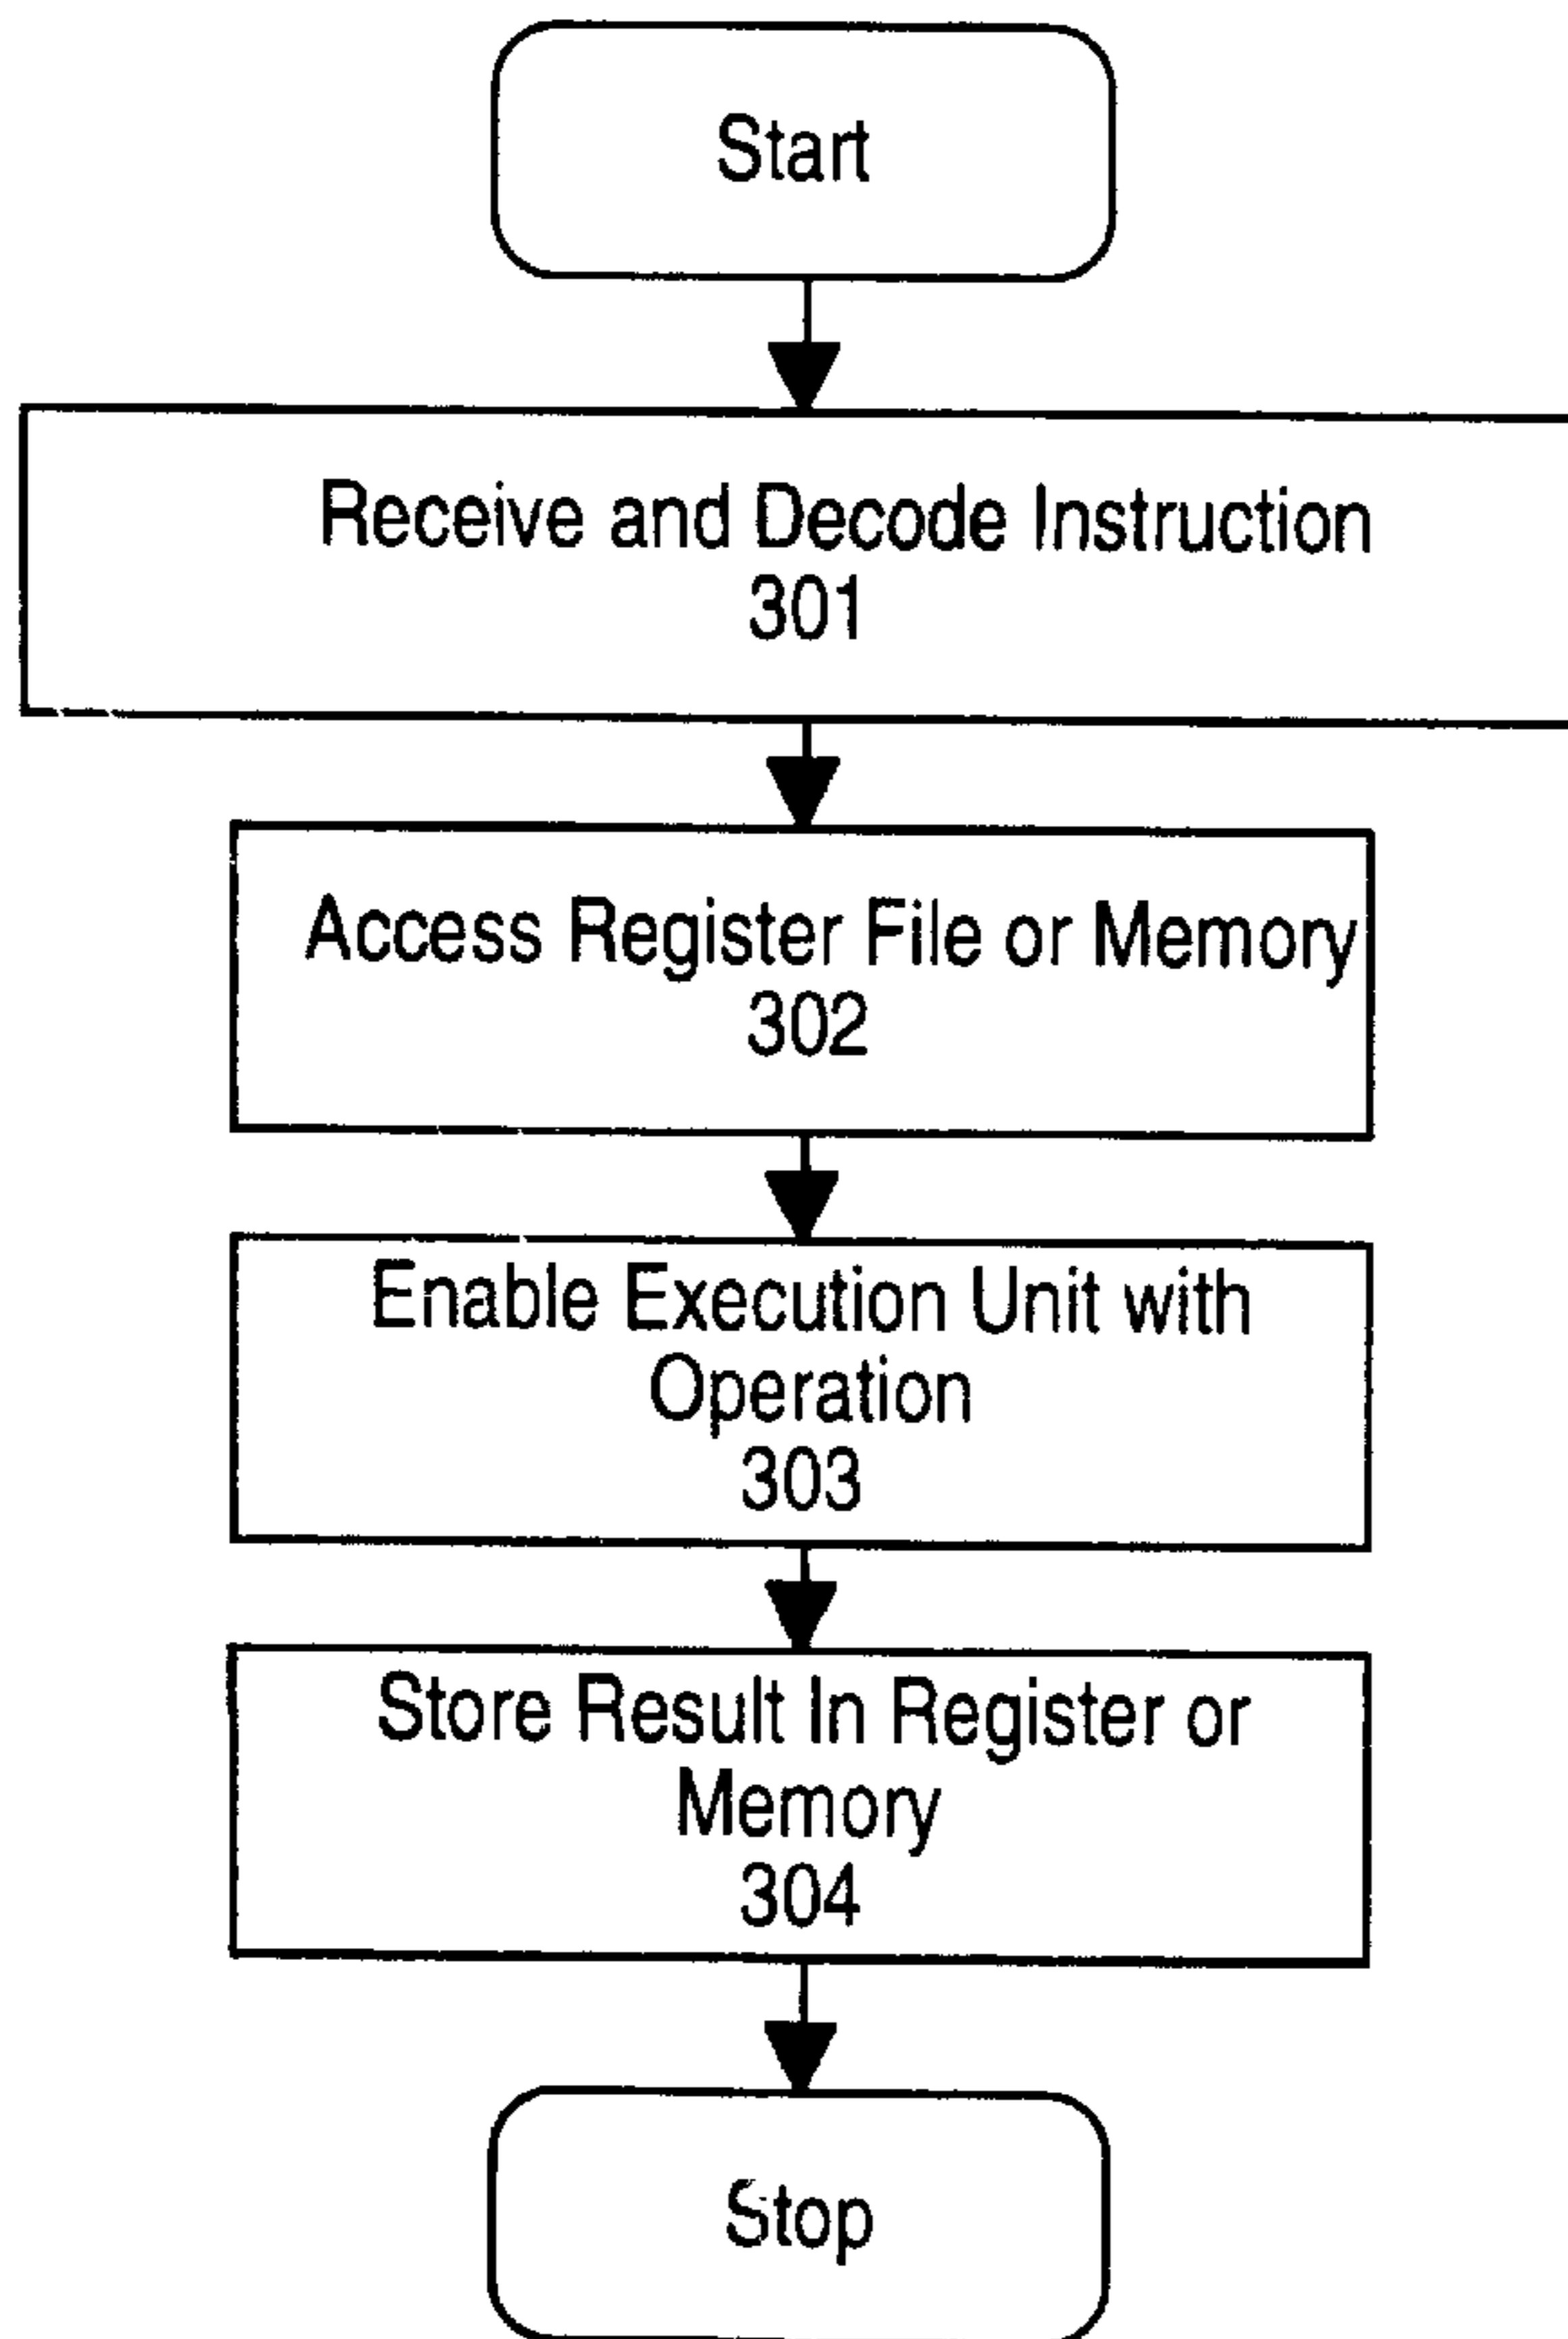 Start
Receive and Decode Instruction
301
Access Register File or Memory
302
Enable Execution Unit with
Operation
303
Store Result In Register or
Memory
304
Stop